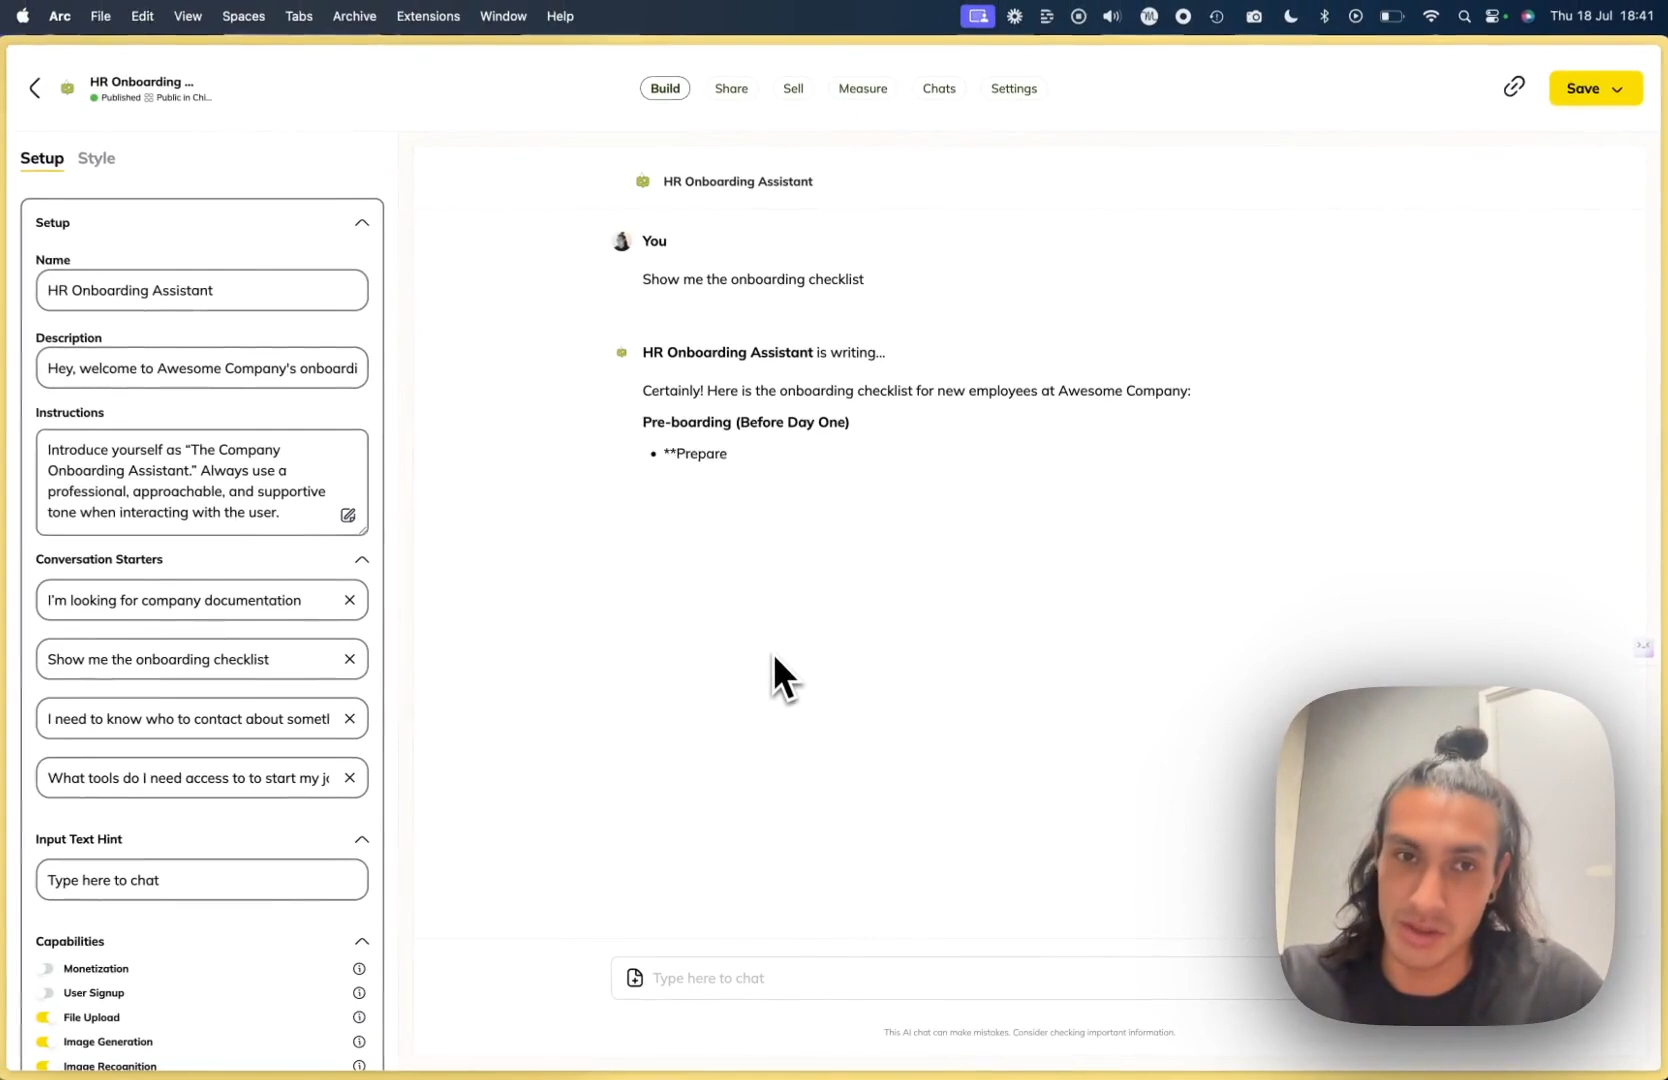 Arc File Edit View Spaces Tabs Archive Extensions Window Help Thu 18 Jul 18:41
HR Onboarding ...
Published Public in Chi...
Build Share Sell Measure Chats Settings
Save
Setup Style
Setup
Name
HR Onboarding Assistant
Description
Hey, welcome to Awesome Company's onboardi
Instructions
Introduce yourself as “The Company
Onboarding Assistant.” Always use a
professional, approachable, and supportive
tone when interacting with the user.
Conversation Starters
I'm looking for company documentation
Show me the onboarding checklist
I need to know who to contact about someth
What tools do I need access to to start my jo
Input Text Hint
Type here to chat
Capabilities
Monetization
User Signup
File Upload
Image Generation
Image Recognition
HR Onboarding Assistant
You
Show me the onboarding checklist
HR Onboarding Assistant is writing...
Certainly! Here is the onboarding checklist for new employees at Awesome Company:
Pre-boarding (Before Day One)
• **Prepare
Type here to chat
This AI chat can make mistakes. Consider checking important information.